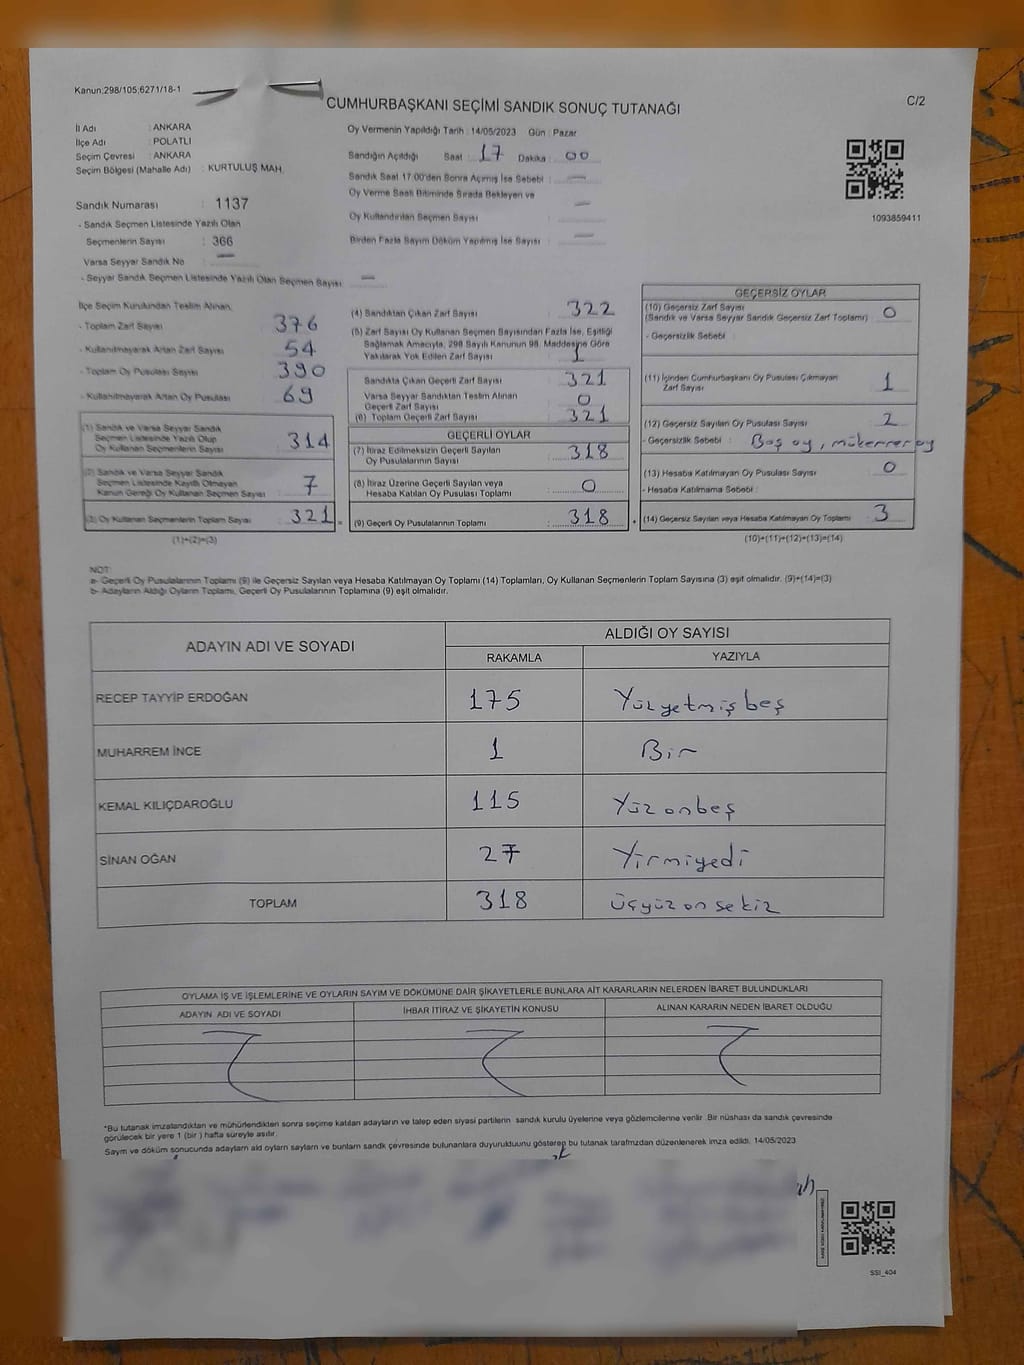 Kanun:298/105;6271/18-1
CUMHURBAŞKANI SEÇİMİ SANDIK SONUÇ TUTANAĞI
C/2
İl Adı : ANKARA
İlçe Adı : POLATLI
Seçim Çevresi : ANKARA
Seçim Bölgesi (Mahalle Adı) : KURTULUŞ MAH.
Sandık Numarası : 1137
- Sandık Seçmen Listesinde Yazılı Olan
Seçmenlerin Sayısı : 366
Varsa Seyyar Sandık No : —
- Seyyar Sandık Seçmen Listesinde Yazılı Olan Seçmen Sayısı : —
Oy Vermenin Yapıldığı Tarih : 14/05/2023 Gün : Pazar
Sandığın Açıldığı Saat : 17 Dakika : 00
Sandık Saat 17:00'den Sonra Açımış İse Sebebi : —
Oy Verme Saati Bitiminde Sırada Bekleyen ve —
Oy Kullandırılan Seçmen Sayısı
Birden Fazla Sayım Döküm Yapılmış İse Sayısı : —
1093859411
İlçe Seçim Kurulundan Teslim Alınan;
- Toplam Zarf Sayısı 376
- Kullanılmayarak Artan Zarf Sayısı 54
- Toplam Oy Pusulası Sayısı 390
- Kullanılmayarak Artan Oy Pusulası 69
(1) Sandık ve Varsa Seyyar Sandık
Seçmen Listesinde Yazılı Olup
Oy Kullanan Seçmenlerin Sayısı 314
(2) Sandık ve Varsa Seyyar Sandık
Seçmen Listesinde Kayıtlı Olmayan
Kanun Gereği Oy Kullanan Seçmen Sayısı 7
(3) Oy Kullanan Seçmenlerin Toplam Sayısı 321 =
(1)+(2)=(3)
(4) Sandıktan Çıkan Zarf Sayısı 322
(5) Zarf Sayısı Oy Kullanan Seçmen Sayısından Fazla İse, Eşitliği
Sağlamak Amacıyla, 298 Sayılı Kanunun 98. Maddesine Göre
Yakılarak Yok Edilen Zarf Sayısı 1
Sandıkta Çıkan Geçerli Zarf Sayısı 321
Varsa Seyyar Sandıktan Teslim Alınan
Geçerli Zarf Sayısı 0
(6) Toplam Geçerli Zarf Sayısı 321
GEÇERLİ OYLAR
(7) İtiraz Edilmeksizin Geçerli Sayılan
Oy Pusulalarının Sayısı 318
(8) İtiraz Üzerine Geçerli Sayılan veya
Hesaba Katılan Oy Pusulası Toplamı 0
(9) Geçerli Oy Pusulalarının Toplamı : 318
GEÇERSİZ OYLAR
(10) Geçersiz Zarf Sayısı
(Sandık ve Varsa Seyyar Sandık Geçersiz Zarf Toplamı) 0
- Geçersizlik Sebebi :
(11) İçinden Cumhurbaşkanı Oy Pusulası Çıkmayan
Zarf Sayısı 1
(12) Geçersiz Sayılan Oy Pusulası Sayısı 2
- Geçersizlik Sebebi : Boş oy, mükerrer oy
(13) Hesaba Katılmayan Oy Pusulası Sayısı 0
- Hesaba Katılmama Sebebi :
(14) Geçersiz Sayılan veya Hesaba Katılmayan Oy Toplamı : 3
(10)+(11)+(12)+(13)=(14)
NOT:
a- Geçerli Oy Pusulalarının Toplamı (9) ile Geçersiz Sayılan veya Hesaba Katılmayan Oy Toplamı (14) Toplamları, Oy Kullanan Seçmenlerin Toplam Sayısına (3) eşit olmalıdır. (9)+(14)=(3)
b- Adayların Aldığı Oyların Toplamı, Geçerli Oy Pusulalarının Toplamına (9) eşit olmalıdır.
ADAYIN ADI VE SOYADI
ALDIĞI OY SAYISI
RAKAMLA YAZIYLA
RECEP TAYYİP ERDOĞAN 175 Yüzyetmiş beş
MUHARREM İNCE 1 Bir
KEMAL KILIÇDAROĞLU 115 Yüz onbeş
SİNAN OĞAN 27 Yirmiyedi
TOPLAM 318 üçyüz on sekiz
OYLAMA İŞ VE İŞLEMLERİNE VE OYLARIN SAYIM VE DÖKÜMÜNE DAİR ŞİKAYETLERLE BUNLARA AİT KARARLARIN NELERDEN İBARET BULUNDUKLARI
ADAYIN ADI VE SOYADI İHBAR İTİRAZ VE ŞİKAYETİN KONUSU ALINAN KARARIN NEDEN İBARET OLDUĞU
*Bu tutanak imzalandıktan ve mühürlendikten sonra seçime katılan adayların ve talep eden siyasi partilerin sandık kurulu üyelerine veya gözlemcilerine verilir. Bir nüshası da sandık çevresinde
görülecek bir yere 1 (bir ) hafta süreyle asılır.
Sayım ve döküm sonucunda adayların ald oyların sayların ve bunların sandk çevresinde bulunanlara duyurulduunu gösteren bu tutanak tarafmzdan düzenlenerek imza edildi. 14/05/2023
SSI_404